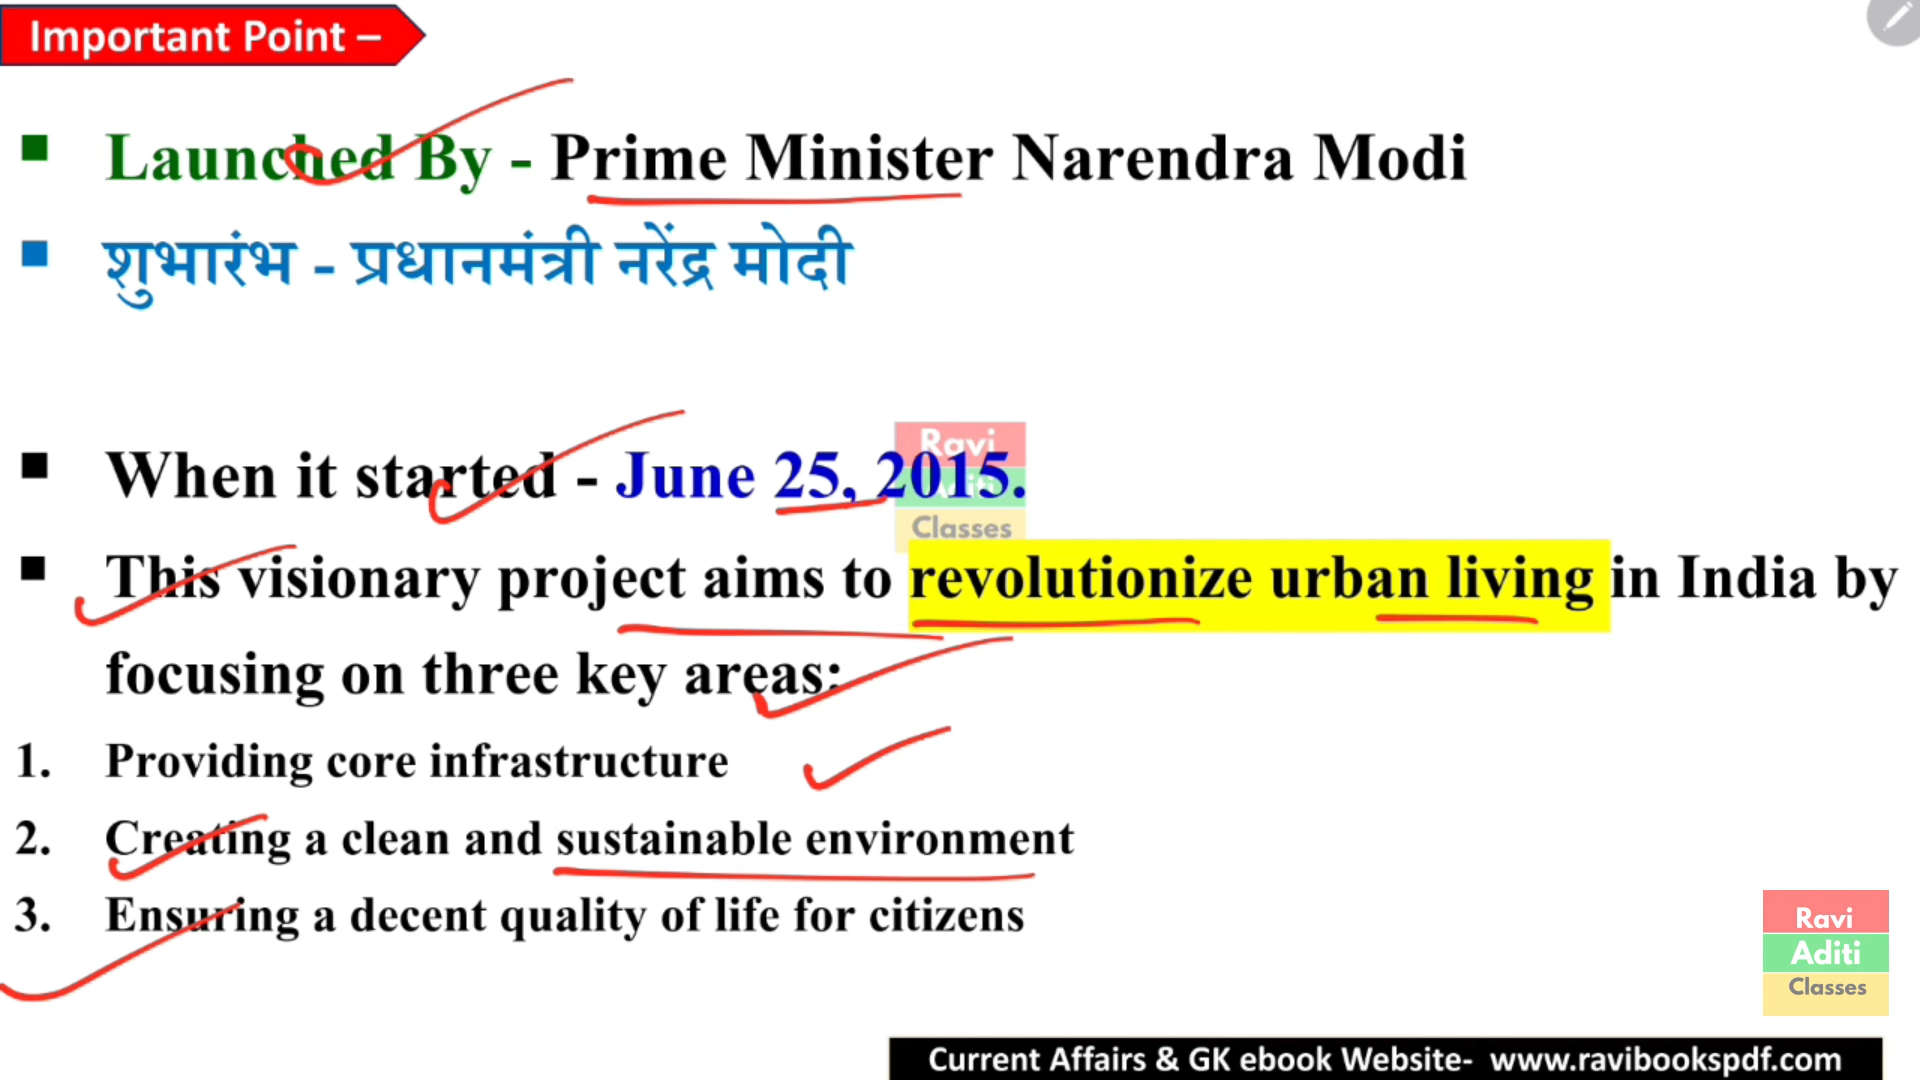 Important Point –
Launched By - Prime Minister Narendra Modi
शुभारंभ - प्रधानमंत्री नरेंद्र मोदी
When it started - June 25, 2015.
Ravi
Aditi
Classes
This visionary project aims to revolutionize urban living in India by
focusing on three key areas:
1. Providing core infrastructure
2. Creating a clean and sustainable environment
3. Ensuring a decent quality of life for citizens
Ravi
Aditi
Classes
Current Affairs & GK ebook Website- www.ravibookspdf.com